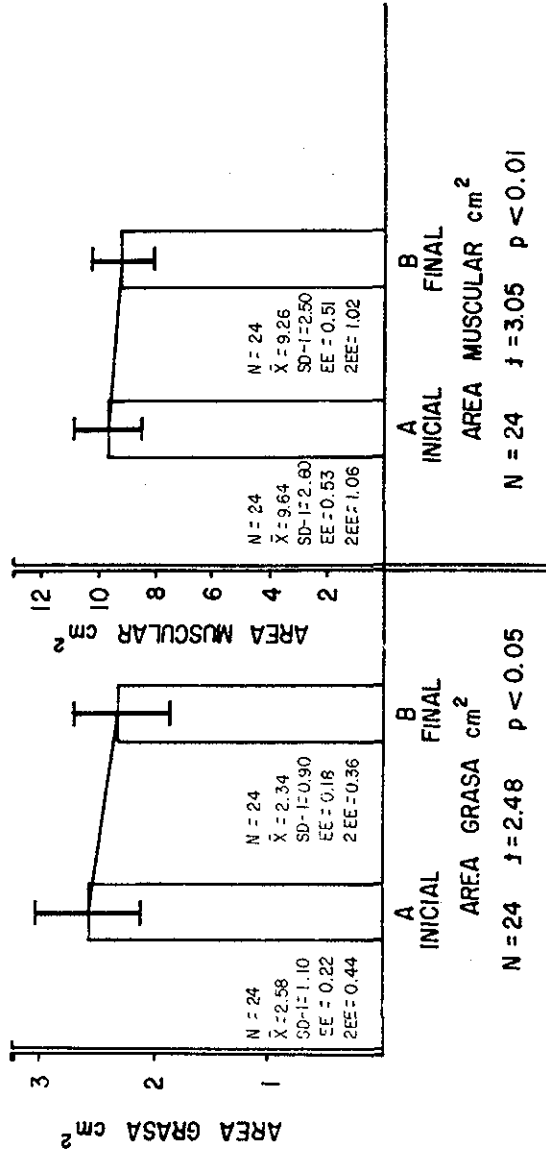 AREA GRASA cm²
3
2
1
N = 24
X̄ = 2.58
SD-1 = 1.10
EE = 0.22
2EE = 0.44
N = 24
X̄ = 2.34
SD-1 = 0.90
EE = 0.18
2EE = 0.36
A
INICIAL
B
FINAL
AREA GRASA cm²
N = 24 t = 2.48 p < 0.05
AREA MUSCULAR cm²
12
10
8
6
4
2
N = 24
X̄ = 9.64
SD-1 = 2.60
EE = 0.53
2EE = 1.06
N = 24
X̄ = 9.26
SD-1 = 2.50
EE = 0.51
2EE = 1.02
A
INICIAL
B
FINAL
AREA MUSCULAR cm²
N = 24 t = 3.05 p < 0.01